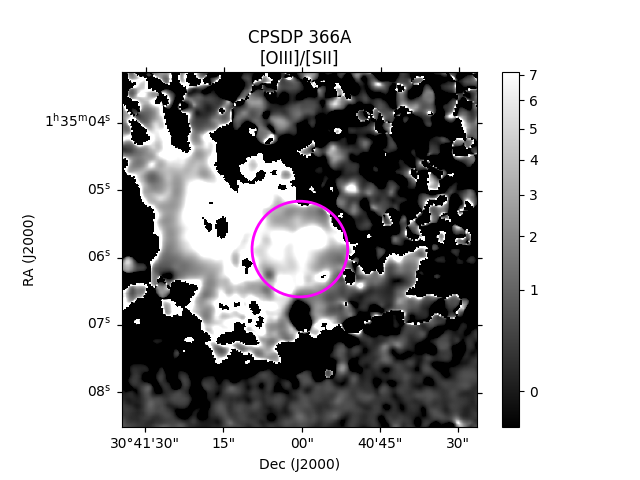 CPSDP 366A
[OIII]/[SII]
7
6
5
4
3
2
1
0
1ʰ35ᵐ04ˢ
05ˢ
06ˢ
07ˢ
08ˢ
RA (J2000)
30°41'30" 15" 00" 40'45" 30"
Dec (J2000)